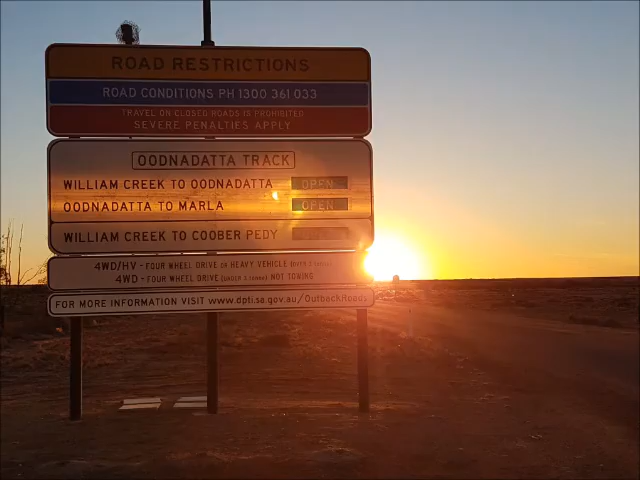 ROAD RESTRICTIONS
ROAD CONDITIONS PH 1300 361 033
TRAVEL ON CLOSED ROADS IS PROHIBITED
SEVERE PENALTIES APPLY
OODNADATTA TRACK
WILLIAM CREEK TO OODNADATTA OPEN
OODNADATTA TO MARLA OPEN
WILLIAM CREEK TO COOBER PEDY
4WD/HV - FOUR WHEEL DRIVE OR HEAVY VEHICLE
4WD - FOUR WHEEL DRIVE (UNDER 3 TONNE) NOT TOWING
FOR MORE INFORMATION VISIT www.dpti.sa.gov.au/OutbackRoads